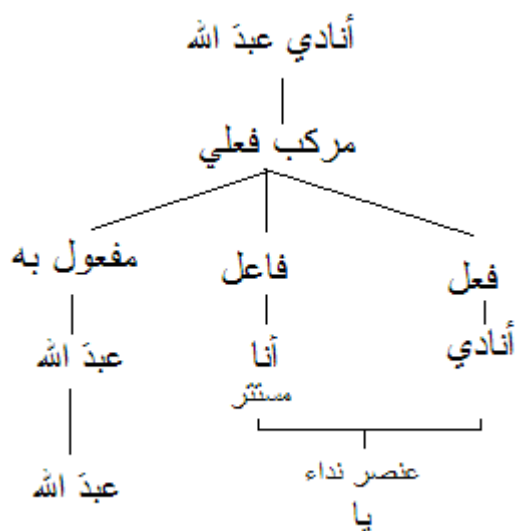 أنادي عبدَ الله
مركب فعلي
فعل فاعل مفعول به
أنادي أنا عبدَ الله
مستتر
عنصر نداء عبدَ الله
يا